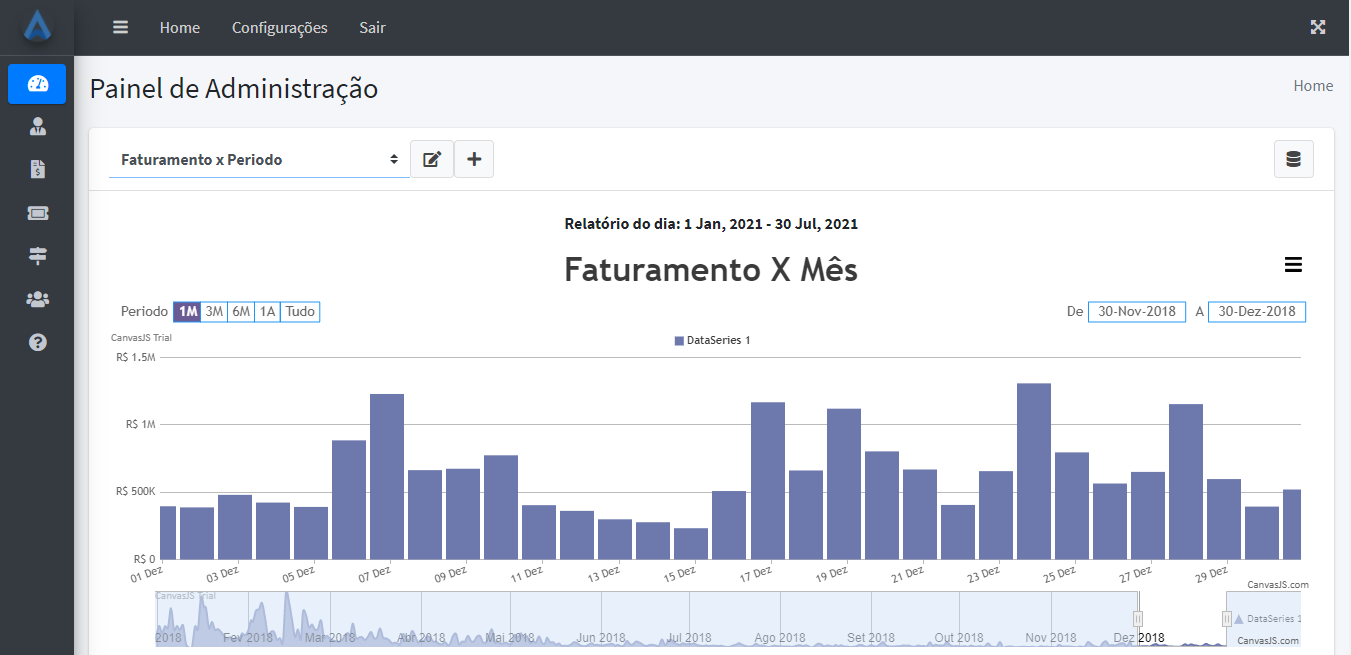 Home Configurações Sair
Painel de Administração
Home
Faturamento x Periodo
Relatório do dia: 1 Jan, 2021 - 30 Jul, 2021
Faturamento X Mês
Periodo 1M 3M 6M 1A Tudo
De 30-Nov-2018 A 30-Dez-2018
CanvasJS Trial
DataSeries 1
R$ 1.5M
R$ 1M
R$ 500K
R$ 0
01 Dez 03 Dez 05 Dez 07 Dez 09 Dez 11 Dez 13 Dez 15 Dez 17 Dez 19 Dez 21 Dez 23 Dez 25 Dez 27 Dez 29 Dez
CanvasJS.com
CanvasJS Trial
DataSeries 1
2018 Fev 2018 Mar 2018 Abr 2018 Mai 2018 Jun 2018 Jul 2018 Ago 2018 Set 2018 Out 2018 Nov 2018 Dez 2018
CanvasJS.com